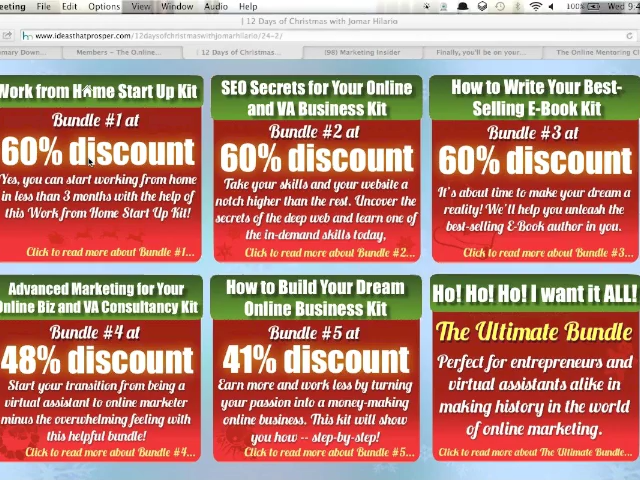 eeting File Edit View Window Audio Help 100% Wed 9:4
| 12 Days of Christmas with Jomar Hilario
www.ideasthatprosper.com/12daysofchristmaswithjomarhilario/24-2/
mary Down... Members – The Online... | 12 Days of Christmas... (96) Marketing Insider Finally, you'll be on your... The Online Mentoring Cl
Work from Home Start Up Kit
Bundle #1 at
60% discount
Yes, you can start working from home
in less than 3 months with the help of
this Work from Home Start Up Kit!
Click to read more about Bundle #1...
SEO Secrets for Your Online
and VA Business Kit
Bundle #2 at
60% discount
Take your skills and your website a
notch higher than the rest. Uncover the
secrets of the deep web and learn one of
the in-demand skills today,
Click to read more about Bundle #2...
How to Write Your Best-
Selling E-Book Kit
Bundle #3 at
60% discount
It's about time to make your dream a
reality! We'll help you unleash the
best-selling E-Book author in you.
Click to read more about Bundle #3...
Advanced Marketing for Your
Online Biz and VA Consultancy Kit
Bundle #4 at
48% discount
Start your transition from being a
virtual assistant to online marketer
minus the overwhelming feeling with
this helpful bundle!
Click to read more about Bundle #4...
How to Build Your Dream
Online Business Kit
Bundle #5 at
41% discount
Earn more and work less by turning
your passion into a money-making
online business. This kit will show
you how -- step-by-step!
Click to read more about Bundle #5...
Ho! Ho! Ho! I want it ALL!
The Ultimate Bundle
Perfect for entrepreneurs and
virtual assistants alike in
making history in the world
of online marketing.
Click to read more about The Ultimate Bundle...